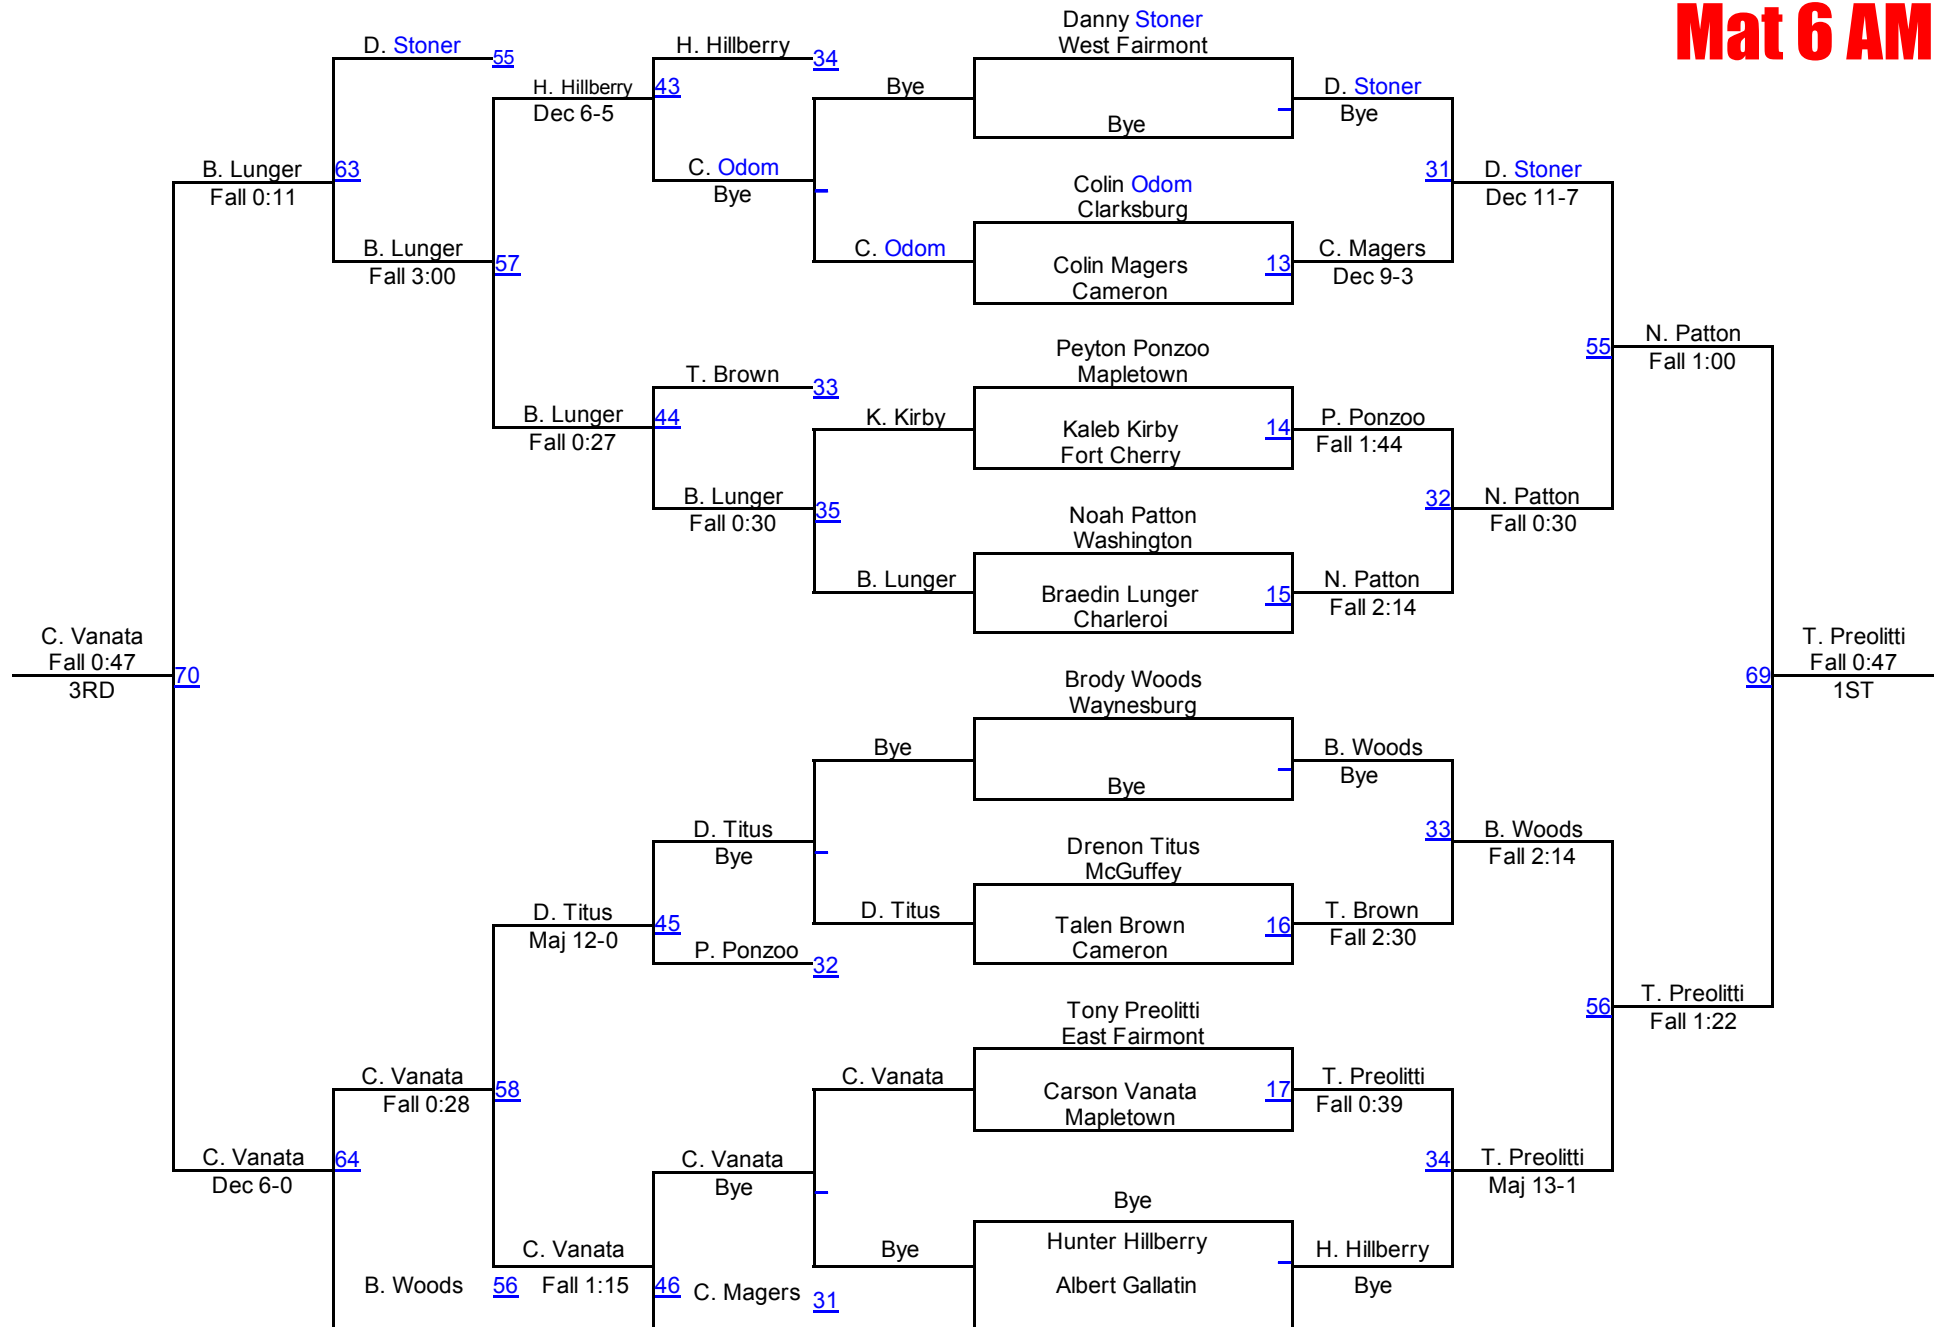 Mat 6 AM
Danny Stoner
D. Stoner
H. Hillberry
West Fairmont
55
34
H. Hillberry
43
Bye
D. Stoner
Dec 6-5
Bye
Bye
B. Lunger
63
C. Odom
31
D. Stoner
Fall 0:11
Bye
Colin Odom
Dec 11-7
Clarksburg
B. Lunger
57
C. Odom
Colin Magers
13
C. Magers
Fall 3:00
Cameron
Dec 9-3
Peyton Ponzoo
55
N. Patton
T. Brown
33
Mapletown
Fall 1:00
B. Lunger
44
K. Kirby
Kaleb Kirby
14
P. Ponzoo
Fall 0:27
Fort Cherry
Fall 1:44
B. Lunger
35
Noah Patton
32
N. Patton
Fall 0:30
Washington
Fall 0:30
B. Lunger
Braedin Lunger
15
N. Patton
Charleroi
Fall 2:14
C. Vanata
T. Preolitti
Fall 0:47
Fall 0:47
3RD
70
Brody Woods
69
1ST
Waynesburg
Bye
B. Woods
Bye
Bye
D. Titus
Drenon Titus
33
B. Woods
Bye
McGuffey
Fall 2:14
D. Titus
45
D. Titus
Talen Brown
16
T. Brown
Maj 12-0
P. Ponzoo
32
Cameron
Fall 2:30
Tony Preolitti
56
T. Preolitti
East Fairmont
Fall 1:22
C. Vanata
58
C. Vanata
Carson Vanata
17
T. Preolitti
Fall 0:28
Mapletown
Fall 0:39
C. Vanata
64
C. Vanata
34
T. Preolitti
Dec 6-0
Bye
Bye
Maj 13-1
C. Vanata
Bye
Hunter Hillberry
H. Hillberry
B. Woods
56
Fall 1:15
46
C. Magers
31
Albert Gallatin
Bye